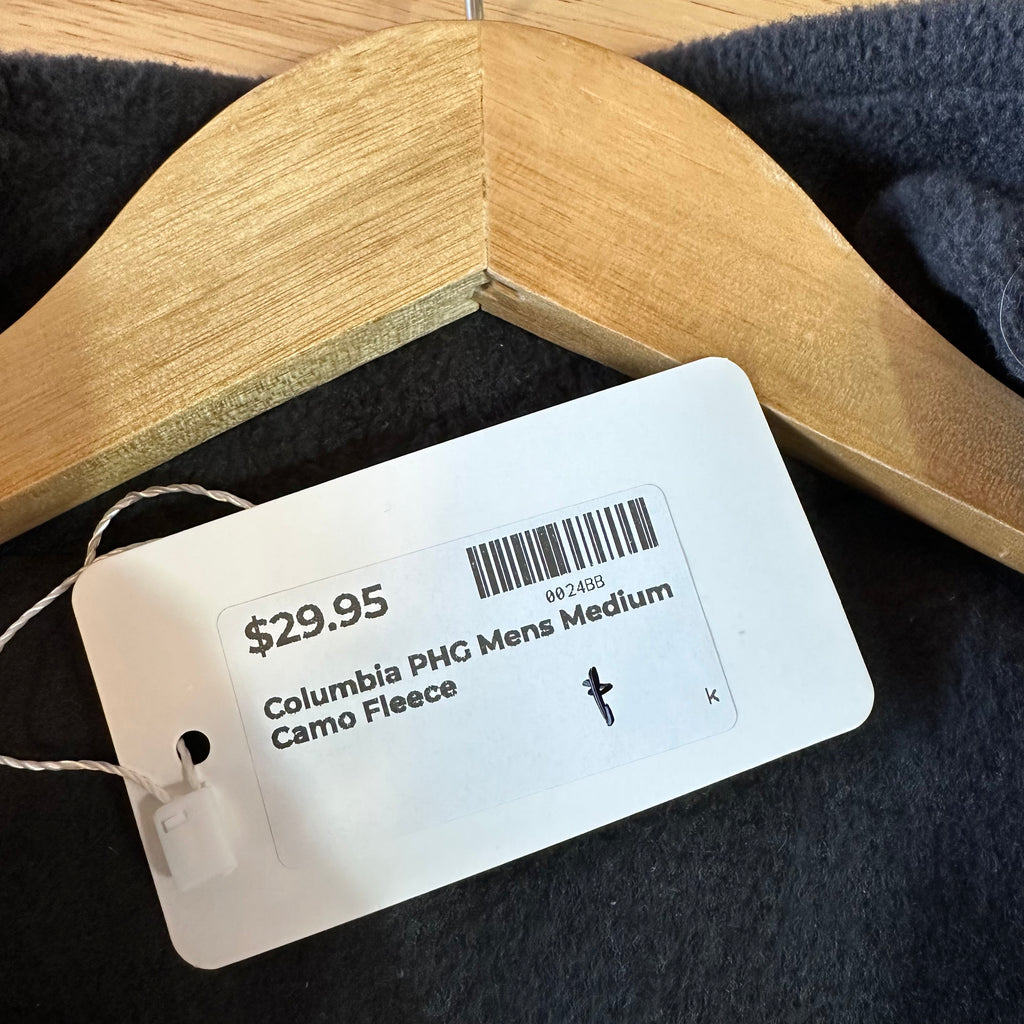 $29.95
0024BB
Columbia PHG Mens Medium
Camo Fleece
k